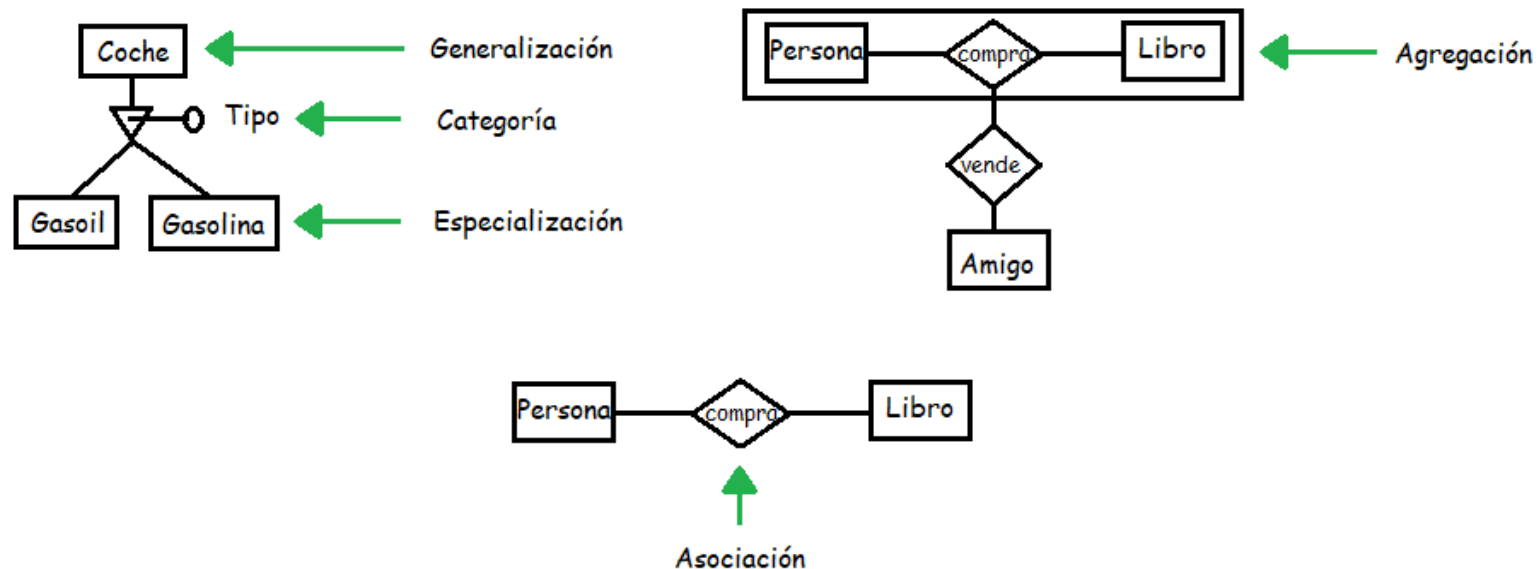 Coche
Generalización
Tipo
Categoría
Gasoil
Gasolina
Especialización
Persona
compra
Libro
Agregación
vende
Amigo
Persona
compra
Libro
Asociación